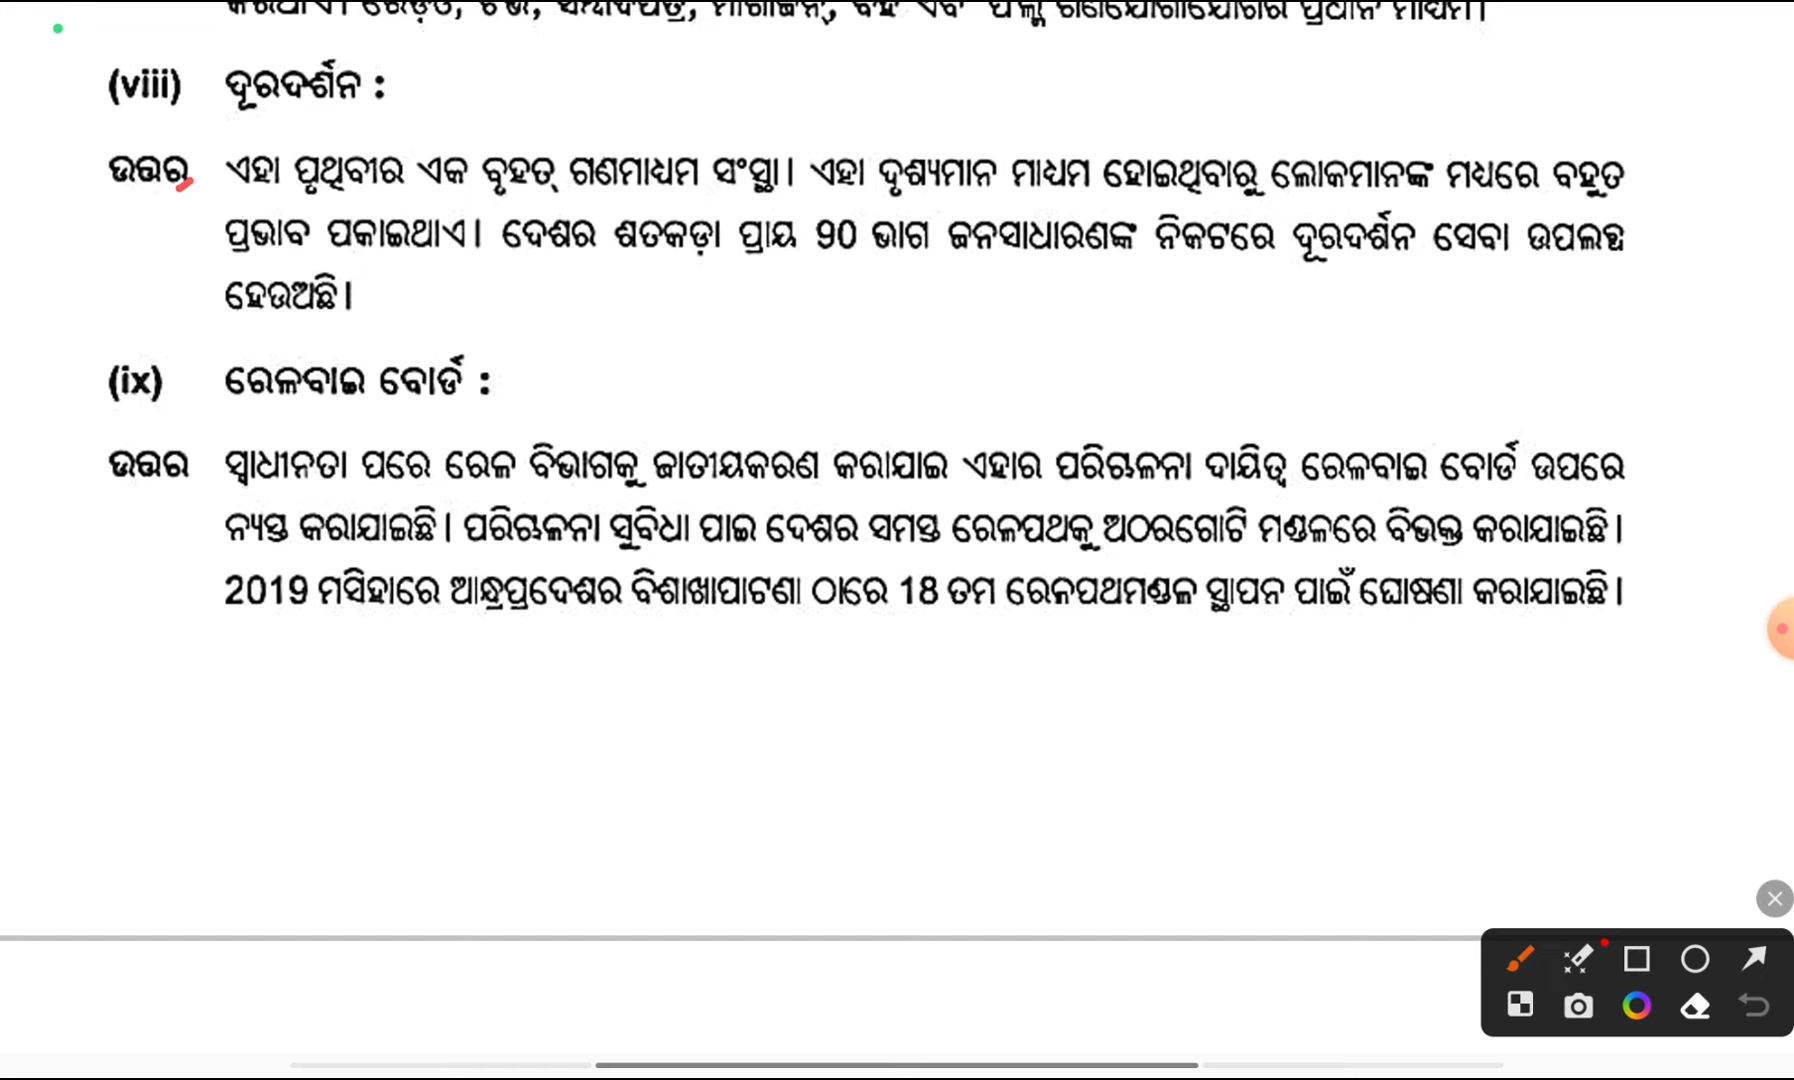 (viii) ଦୂରଦର୍ଶନ :
ଉତ୍ତର ଏହା ପୃଥିବୀର ଏକ ବୃହତ୍ ଗଣମାଧ୍ୟମ ସଂସ୍ଥା। ଏହା ଦୃଶ୍ୟମାନ ମାଧ୍ୟମ ହୋଇଥିବାରୁ ଲୋକମାନଙ୍କ ମଧ୍ୟରେ ବହୁତ
ପ୍ରଭାବ ପକାଇଥାଏ। ଦେଶର ଶତକଡ଼ା ପ୍ରାୟ 90 ଭାଗ ଜନସାଧାରଣଙ୍କ ନିକଟରେ ଦୂରଦର୍ଶନ ସେବା ଉପଲବ୍ଧ
ହେଉଅଛି।
(ix) ରେଳବାଇ ବୋର୍ଡ :
ଉତ୍ତର ସ୍ୱାଧୀନତା ପରେ ରେଳ ବିଭାଗକୁ ଜାତୀୟକରଣ କରାଯାଇ ଏହାର ପରିଚାଳନା ଦାୟିତ୍ୱ ରେଳବାଇ ବୋର୍ଡ ଉପରେ
ନ୍ୟସ୍ତ କରାଯାଇଛି। ପରିଚାଳନା ସୁବିଧା ପାଇ ଦେଶର ସମସ୍ତ ରେଳପଥକୁ ଅଠରଗୋଟି ମଣ୍ଡଳରେ ବିଭକ୍ତ କରାଯାଇଛି।
2019 ମସିହାରେ ଆନ୍ଧ୍ରପ୍ରଦେଶର ବିଶାଖାପାଟଣା ଠାରେ 18 ତମ ରେଳପଥମଣ୍ଡଳ ସ୍ଥାପନ ପାଇଁ ଘୋଷଣା କରାଯାଇଛି।